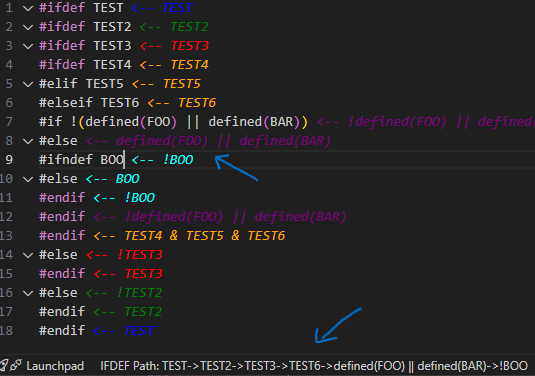 1 #ifdef TEST <-- TEST
2 #ifdef TEST2 <-- TEST2
3 #ifdef TEST3 <-- TEST3
4 #ifdef TEST4 <-- TEST4
5 #elif TEST5 <-- TEST5
6 #elseif TEST6 <-- TEST6
7 #if !(defined(FOO) || defined(BAR)) <-- !defined(FOO) || defined
8 #else <-- defined(FOO) || defined(BAR)
9 #ifndef BOO <-- !BOO
10 #else <-- BOO
11 #endif <-- !BOO
12 #endif <-- !defined(FOO) || defined(BAR)
13 #endif <-- TEST4 & TEST5 & TEST6
14 #else <-- !TEST3
15 #endif <-- TEST3
16 #else <-- !TEST2
17 #endif <-- TEST2
18 #endif <-- TEST
Launchpad IFDEF Path: TEST->TEST2->TEST3->TEST6->defined(FOO) || defined(BAR)->!BOO